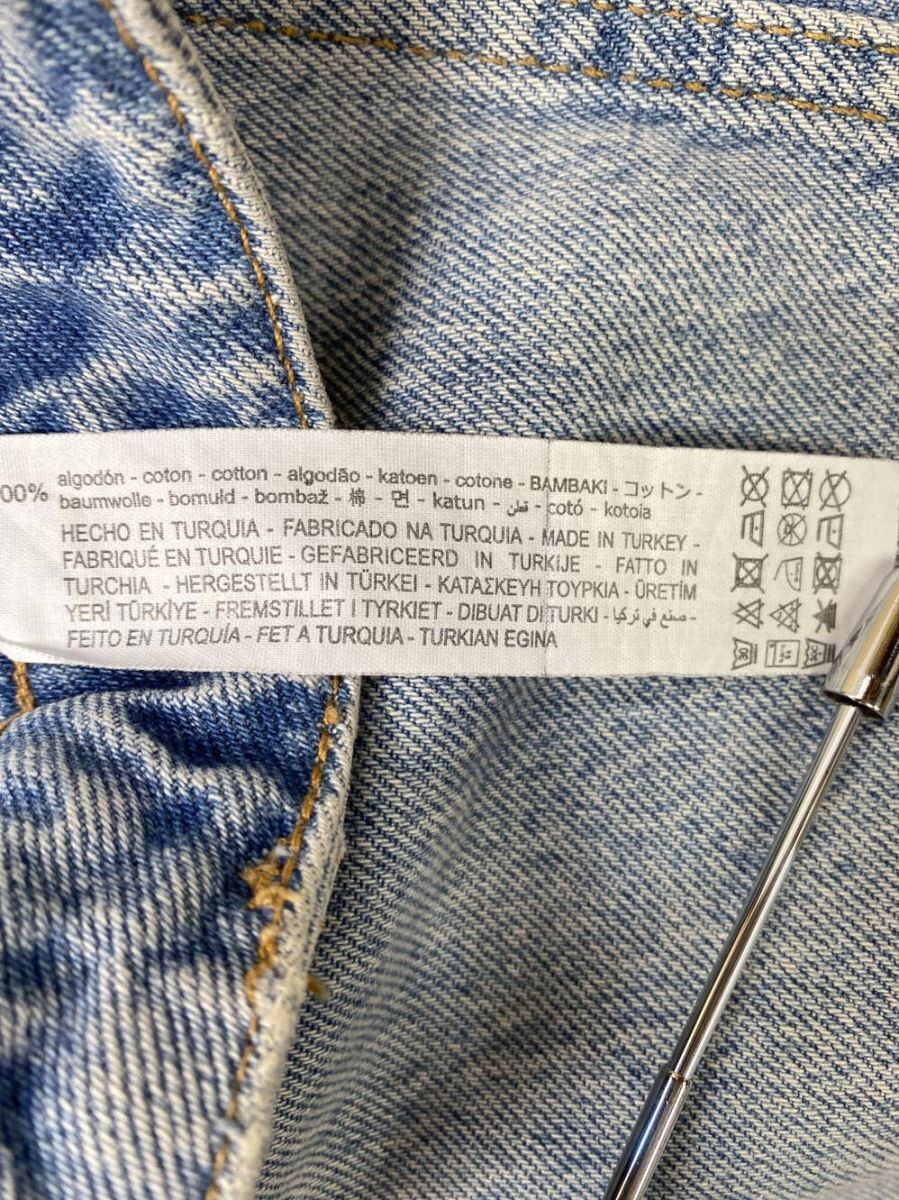 00% algodón - coton - cotton - algodão - katoen - cotone - BAMBAKI - コットン -
baumwolle - bomuld - bombaž - 棉 - 면 - katun - قطن - cotó - kotoia
HECHO EN TURQUIA - FABRICADO NA TURQUIA - MADE IN TURKEY -
FABRIQUÉ EN TURQUIE - GEFABRICEERD IN TURKIJE - FATTO IN
TURCHIA - HERGESTELLT IN TÜRKEI - ΚΑΤΑΣΚΕΥΗ ΤΟΥΡΚΙΑ - ÜRETİM
YERİ TÜRKİYE - FREMSTILLET I TYRKIET - DIBUAT DI TURKI - صنع في تركيا -
FEITO EN TURQUÍA - FET A TURQUIA - TURKIAN EGINA